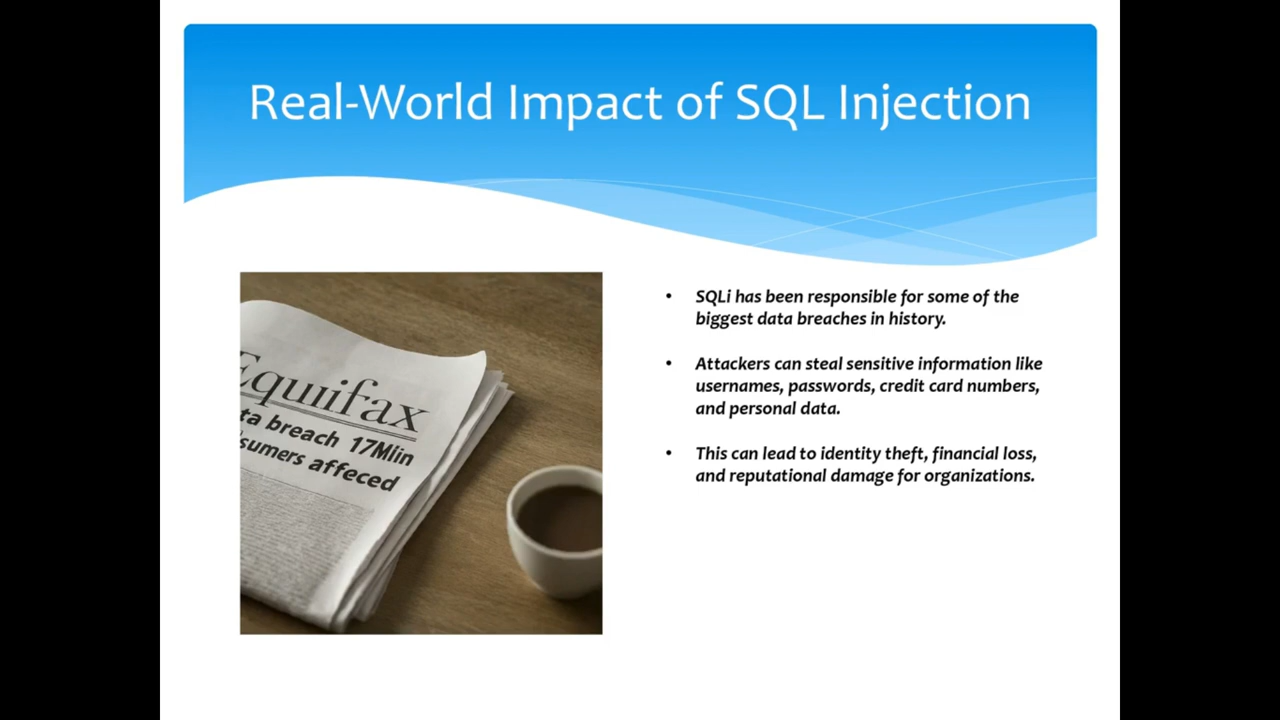 Real-World Impact of SQL Injection
Equifax
ta breach 17Mlin
sumers affeced
• SQLi has been responsible for some of the
biggest data breaches in history.
• Attackers can steal sensitive information like
usernames, passwords, credit card numbers,
and personal data.
• This can lead to identity theft, financial loss,
and reputational damage for organizations.